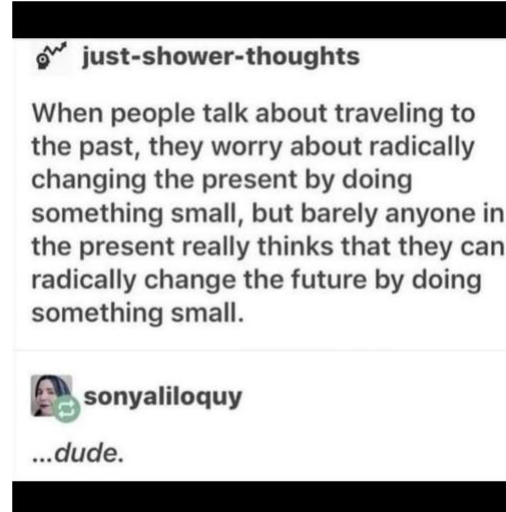 just-shower-thoughts
When people talk about traveling to
the past, they worry about radically
changing the present by doing
something small, but barely anyone in
the present really thinks that they can
radically change the future by doing
something small.
sonyaliloquy
...dude.